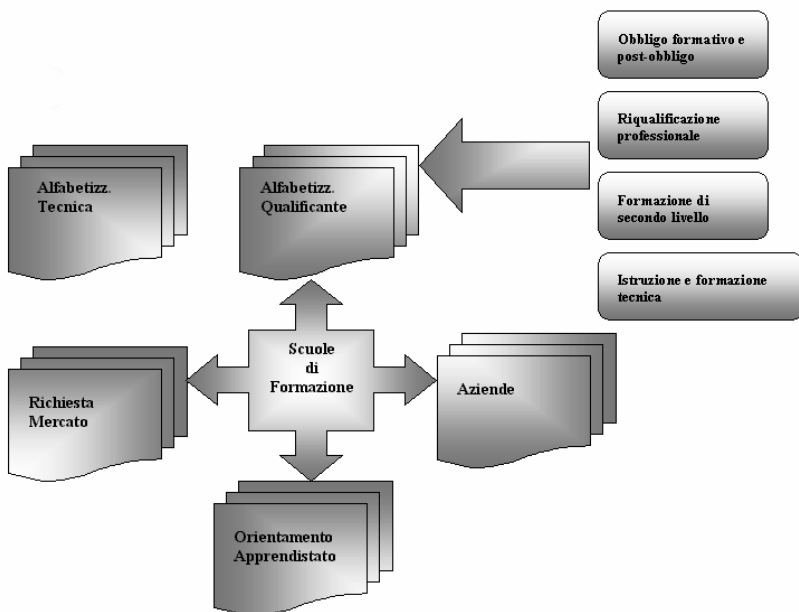 Obbligo formativo e
post-obbligo
Riqualificazione
professionale
Alfabetizz.
Tecnica
Alfabetizz.
Qualificante
Formazione di
secondo livello
Istruzione e formazione
tecnica
Scuole
di
Formazione
Richiesta
Mercato
Aziende
Orientamento
Apprendistato